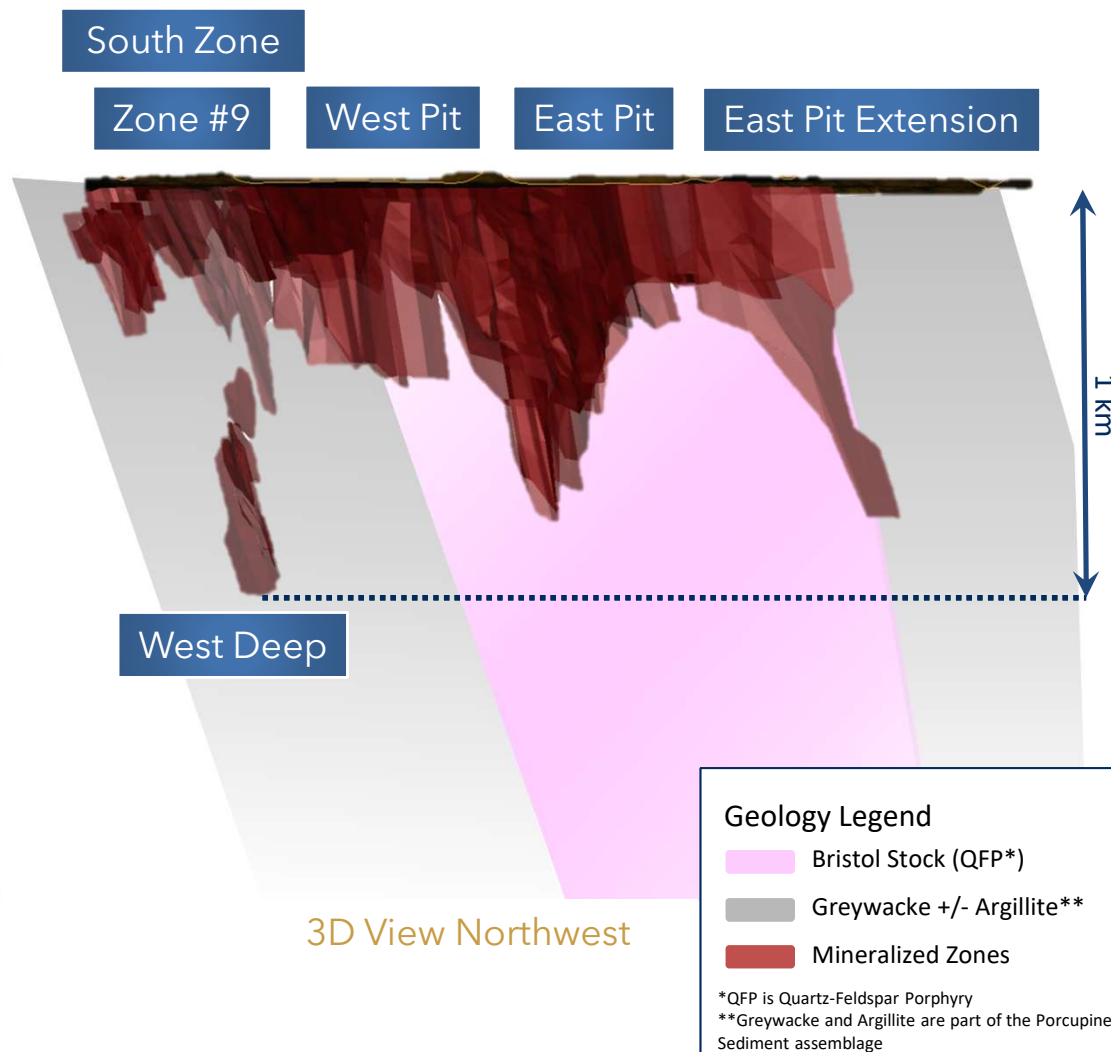 South Zone
Zone #9
West Pit
East Pit
East Pit Extension
1 km
West Deep
3D View Northwest
Geology Legend
Bristol Stock (QFP*)
Greywacke +/- Argillite**
Mineralized Zones
*QFP is Quartz-Feldspar Porphyry
**Greywacke and Argillite are part of the Porcupine
Sediment assemblage